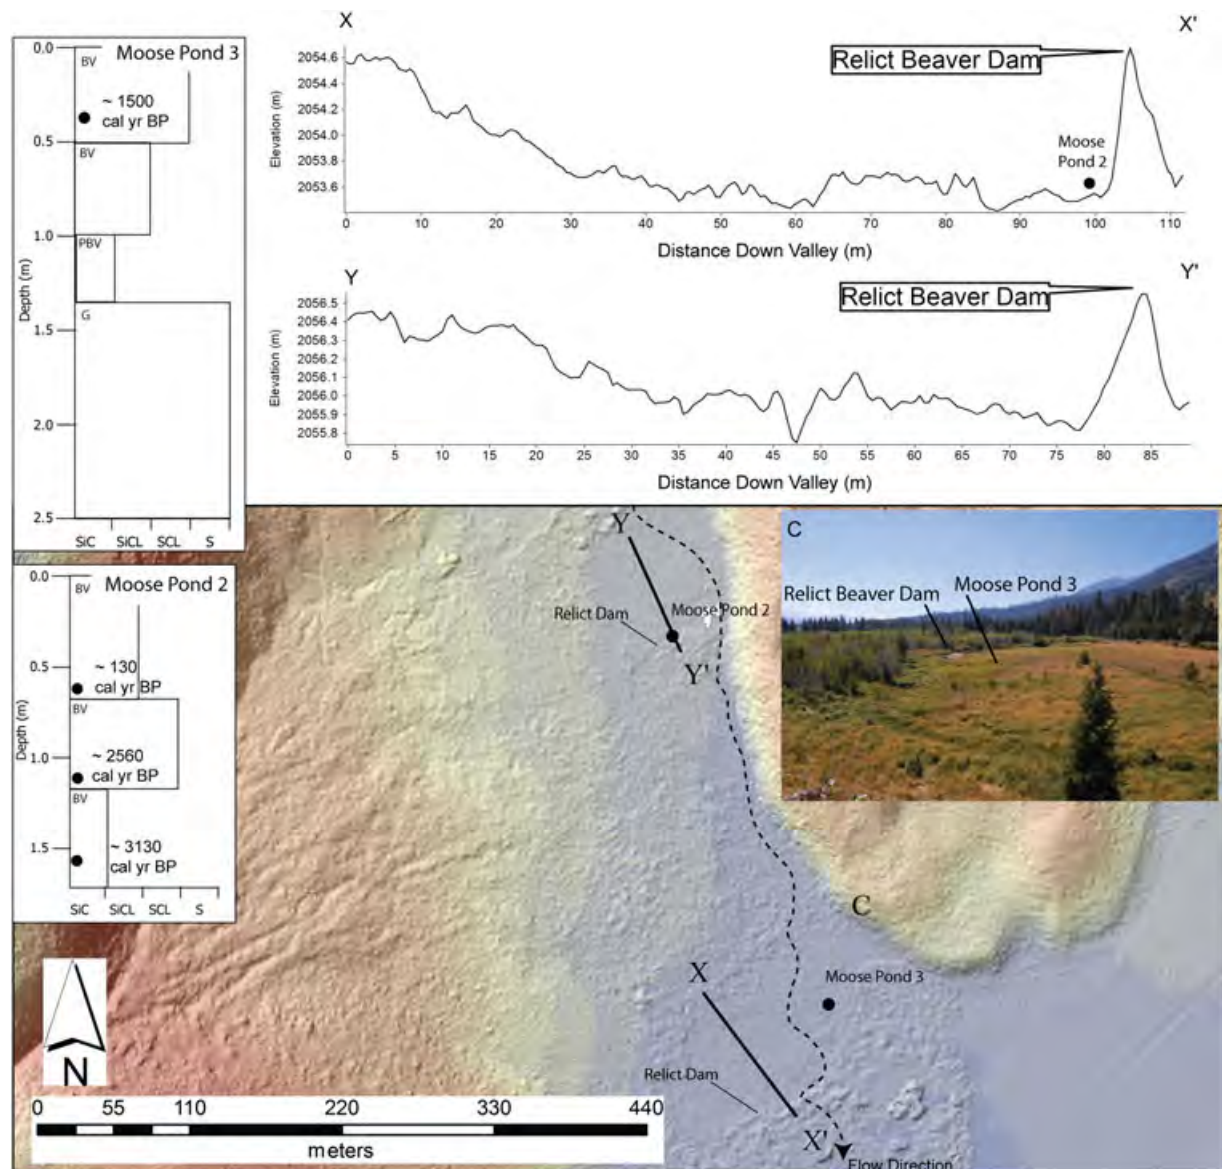 Moose Pond 3
0.0
BV
~ 1500
cal yr BP
0.5
BV
1.0
PBV
G
1.5
2.0
2.5
SiC SiCL SCL S
Depth (m)
X X'
Relict Beaver Dam
2054.6
2054.4
2054.2
2054.0
2053.8
2053.6
Elevation (m)
Moose
Pond 2
0 10 20 30 40 50 60 70 80 90 100 110
Distance Down Valley (m)
Y Y'
Relict Beaver Dam
2056.5
2056.4
2056.3
2056.2
2056.1
2056.0
2055.9
2055.8
Elevation (m)
0 5 10 15 20 25 30 35 40 45 50 55 60 65 70 75 80 85
Distance Down Valley (m)
Moose Pond 2
0.0
BV
0.5
~ 130
cal yr BP
BV
1.0
~ 2560
cal yr BP
BV
1.5
~ 3130
cal yr BP
SiC SiCL SCL S
Depth (m)
Y
Relict Dam
Moose Pond 2
Y'
C
Relict Beaver Dam
Moose Pond 3
C
X
Moose Pond 3
Relict Dam
X'
Flow Direction
N
0 55 110 220 330 440
meters